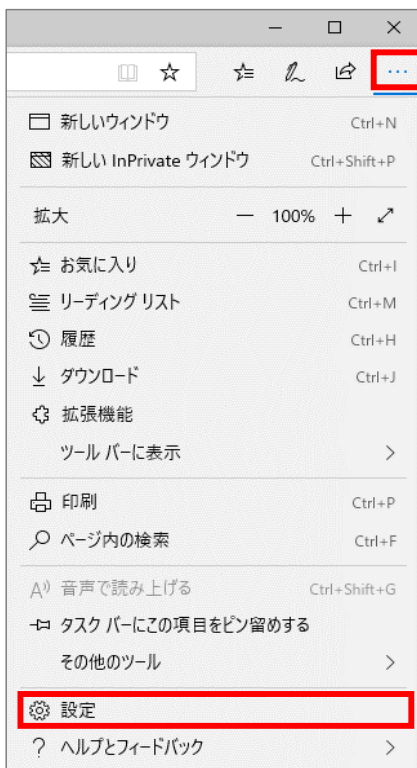 新しいウィンドウ Ctrl+N
新しい InPrivate ウィンドウ Ctrl+Shift+P
拡大 100%
お気に入り Ctrl+I
リーディング リスト Ctrl+M
履歴 Ctrl+H
ダウンロード Ctrl+J
拡張機能
ツール バーに表示
印刷 Ctrl+P
ページ内の検索 Ctrl+F
音声で読み上げる Ctrl+Shift+G
タスク バーにこの項目をピン留めする
その他のツール
設定
ヘルプとフィードバック